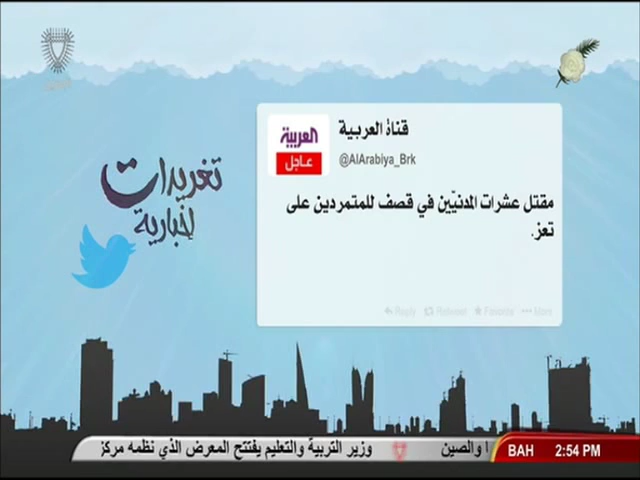 تغريدات
إخبارية
العربية
عاجل
قناة العربية
@AlArabiya_Brk
مقتل عشرات المدنيّين في قصف للمتمردين على
تعز.
Reply Retweet Favorite More
وزير التربية والتعليم يفتتح المعرض الذي نظمه مركز
ا والصين
BAH 2:54 PM